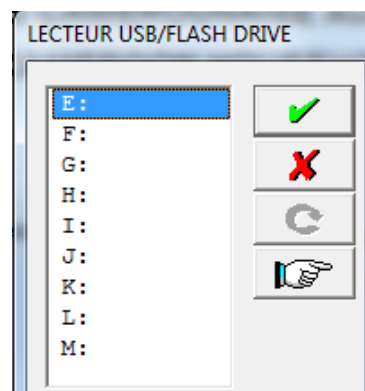 LECTEUR USB/FLASH DRIVE
E:
F:
G:
H:
I:
J:
K:
L:
M: